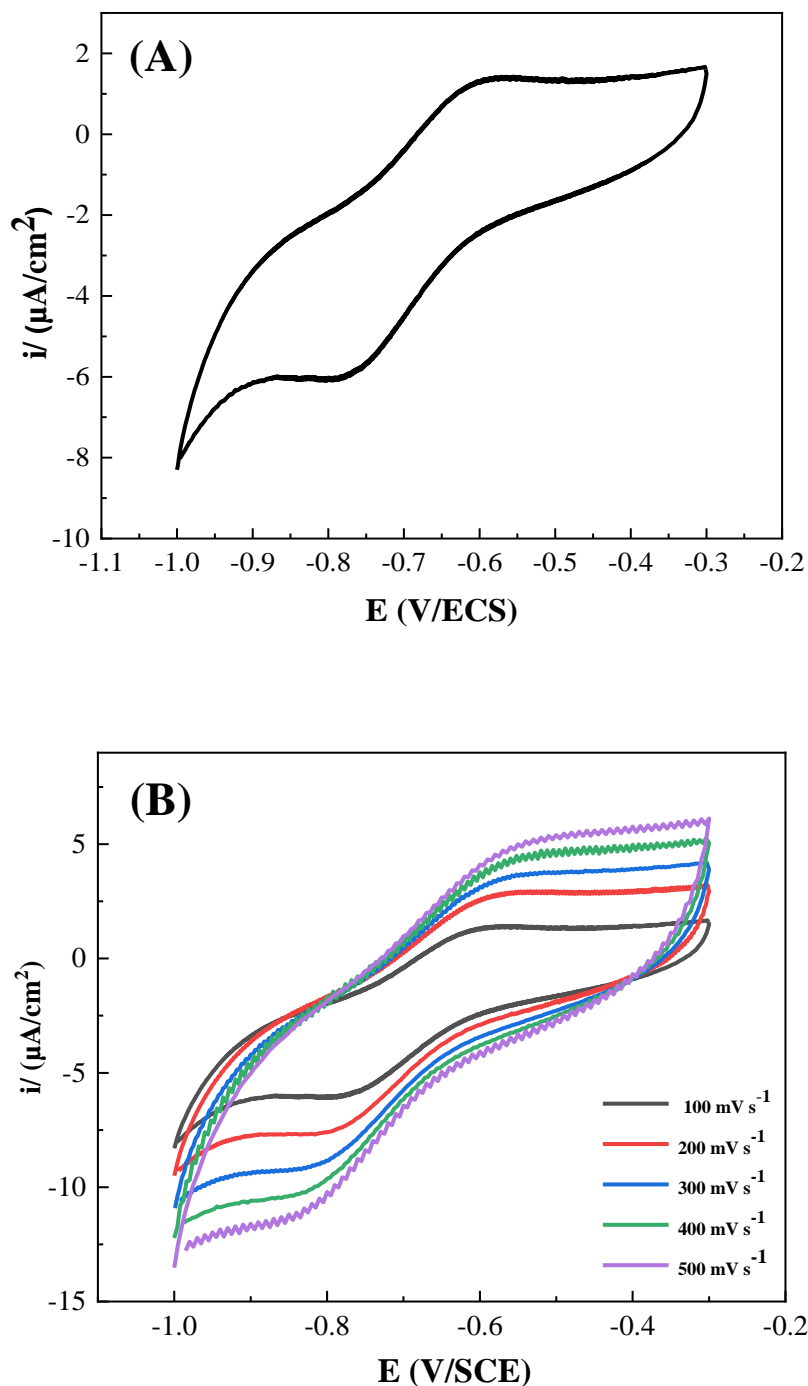 (A)
2
0
-2
-4
-6
-8
-10
i/ (µA/cm²)
-1.1 -1.0 -0.9 -0.8 -0.7 -0.6 -0.5 -0.4 -0.3 -0.2
E (V/ECS)
(B)
5
0
-5
-10
-15
i/ (µA/cm²)
100 mV s⁻¹
200 mV s⁻¹
300 mV s⁻¹
400 mV s⁻¹
500 mV s⁻¹
-1.0 -0.8 -0.6 -0.4 -0.2
E (V/SCE)